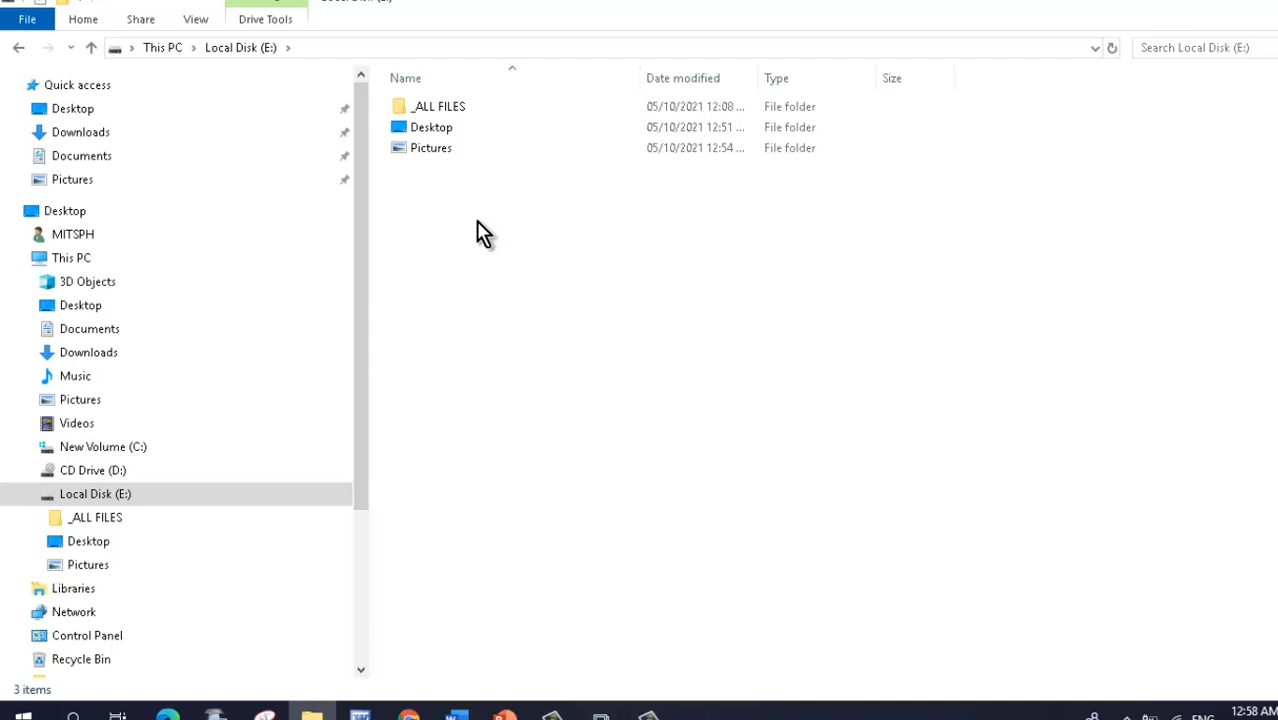 File Home Share View Drive Tools
This PC Local Disk (E:) Search Local Disk (E:)
Name Date modified Type Size
_ALL FILES 05/10/2021 12:08 ... File folder
Desktop 05/10/2021 12:51 ... File folder
Pictures 05/10/2021 12:54 ... File folder
Quick access
Desktop
Downloads
Documents
Pictures
Desktop
MITSPH
This PC
3D Objects
Desktop
Documents
Downloads
Music
Pictures
Videos
New Volume (C:)
CD Drive (D:)
Local Disk (E:)
_ALL FILES
Desktop
Pictures
Libraries
Network
Control Panel
Recycle Bin
3 items
12:58 AM
ENG